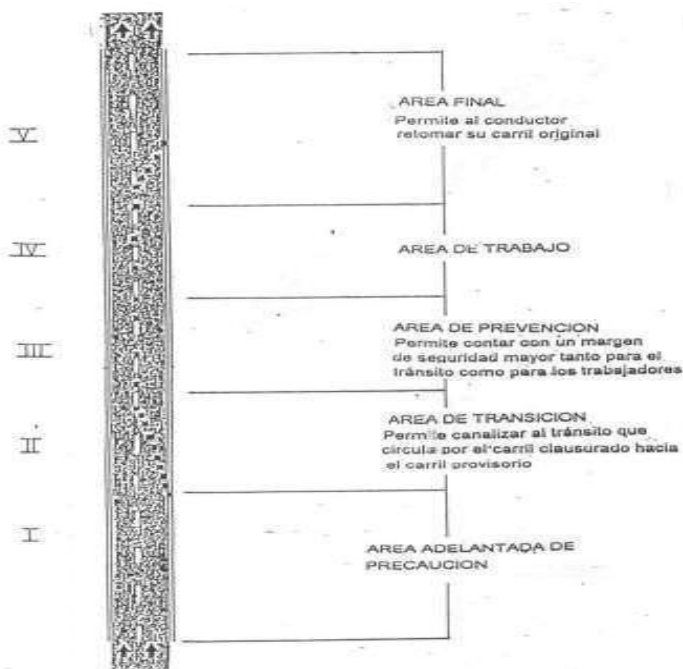 V
AREA FINAL
Permite al conductor
retomar su carril original
IV
AREA DE TRABAJO
III
AREA DE PREVENCION
Permite contar con un margen
de seguridad mayor tanto para el
tránsito como para los trabajadores
II
AREA DE TRANSICION
Permite canalizar al tránsito que
circula por el carril clausurado hacia
el carril provisorio
I
AREA ADELANTADA DE
PRECAUCION